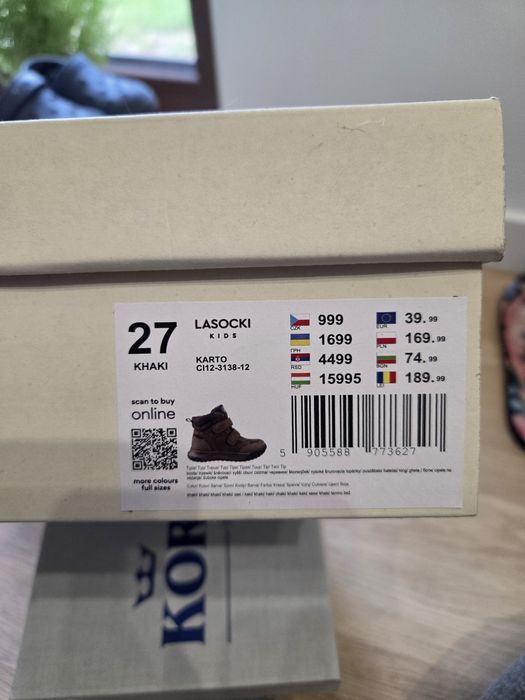 27
KHAKI
LASOCKI
KIDS
KARTO
CI12-3138-12
scan to buy
online
more colours
full sizes
CZK 999
ГРН 1699
RSD 4499
HUF 15995
EUR 39.99
PLN 169.99
BGN 74.99
LEI 189.99
5 905588 773627
KOR